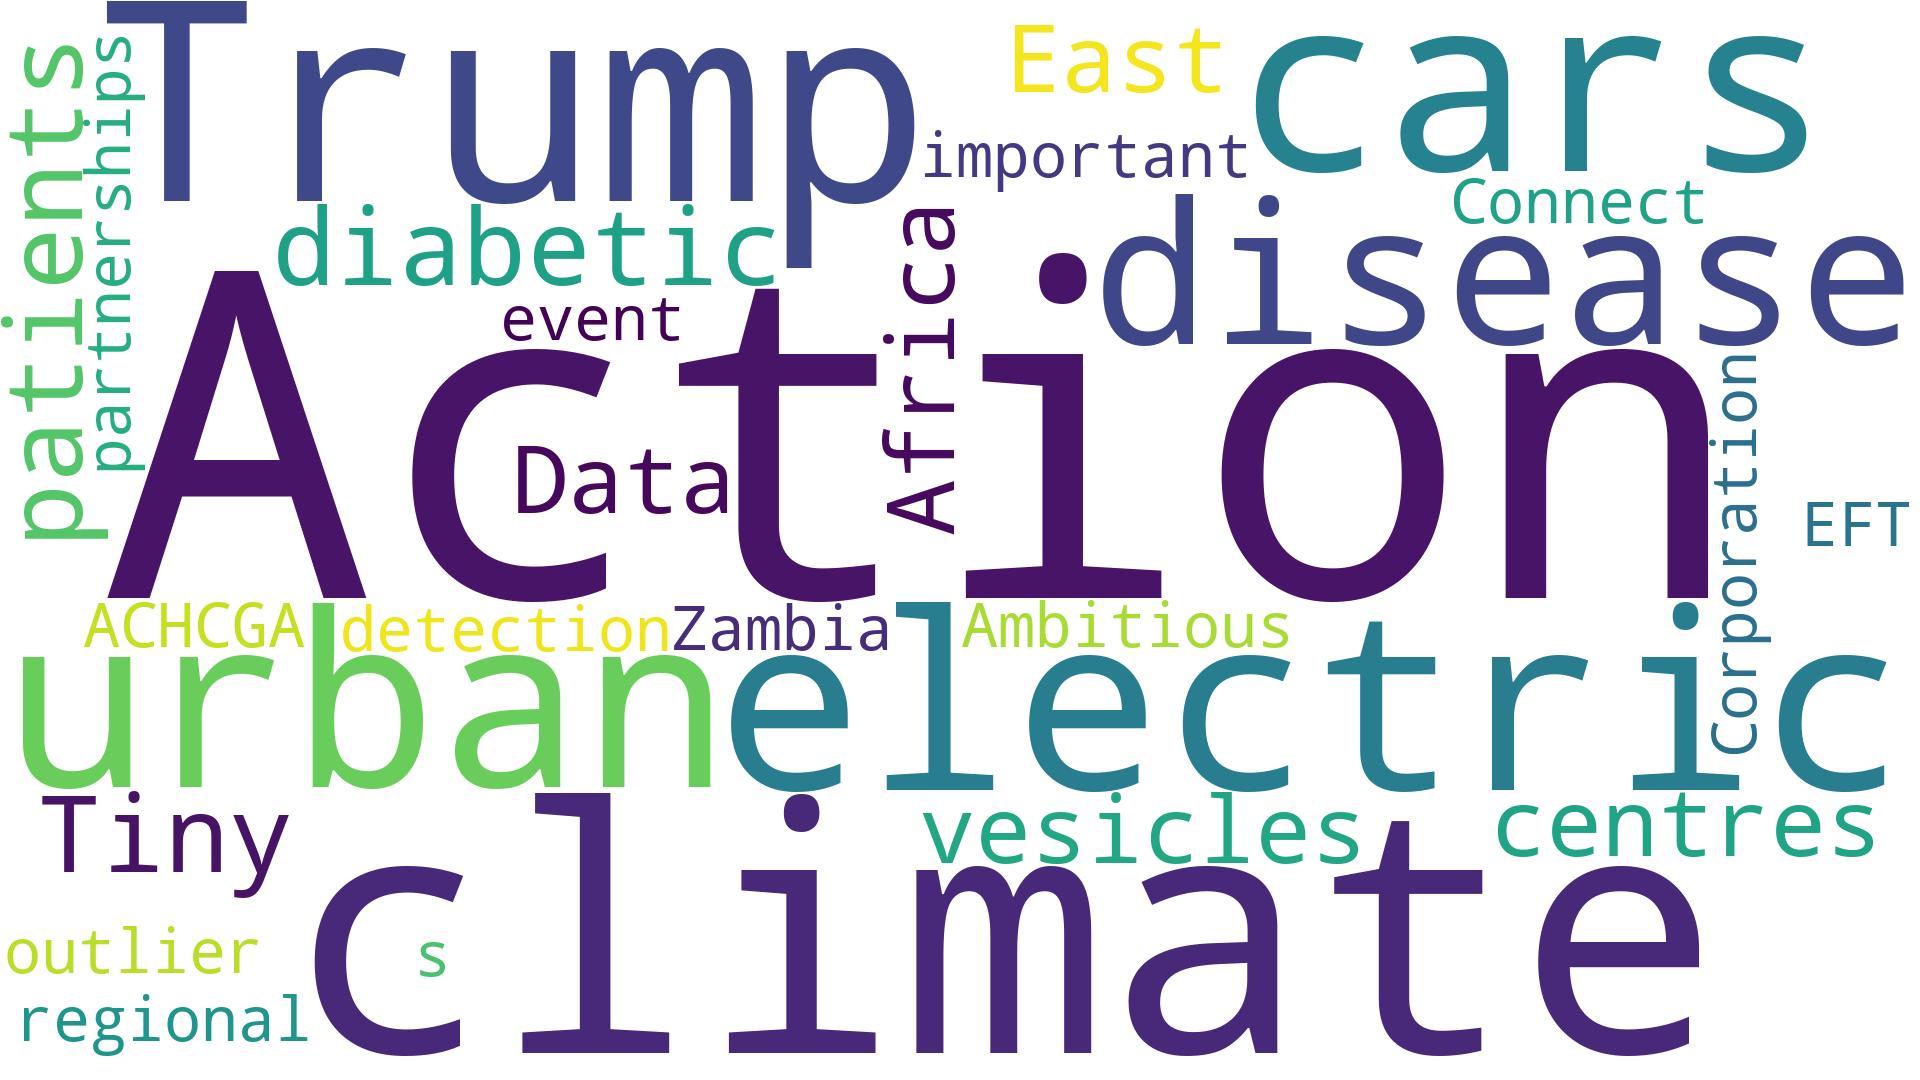 Trump
East
cars
patients
partnerships
important
Connect
diabetic
Africa
disease
event
Action
Data
Corporation
EFT
ACHCGA
detection
Zambia
Ambitious
urban
electric
Tiny
vesicles
centres
climate
outlier
s
regional